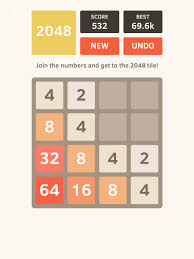 2048
SCORE
532
BEST
69.6k
NEW
UNDO
Join the numbers and get to the 2048 tile!
4 2
8 4
32 8 4 2
64 16 8 4